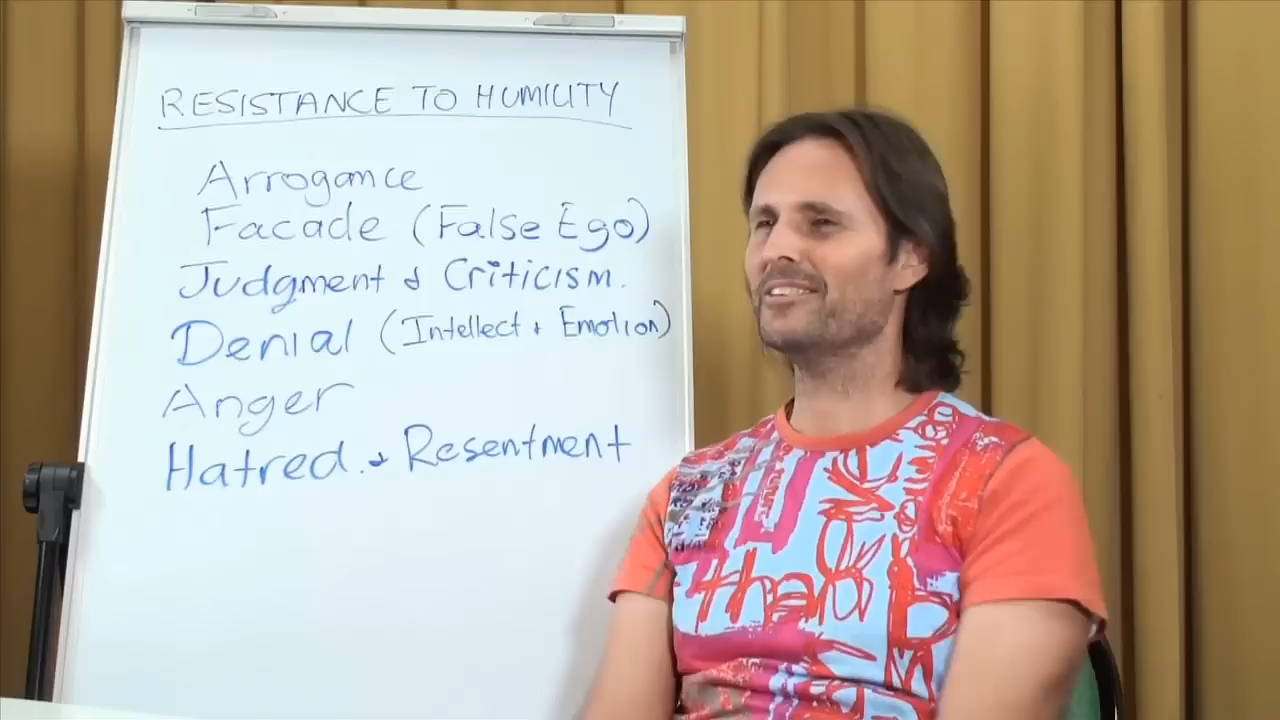 RESISTANCE TO HUMILITY
Arrogance
Facade (False Ego)
Judgment & Criticism.
Denial (Intellect + Emotion)
Anger
Hatred. & Resentment